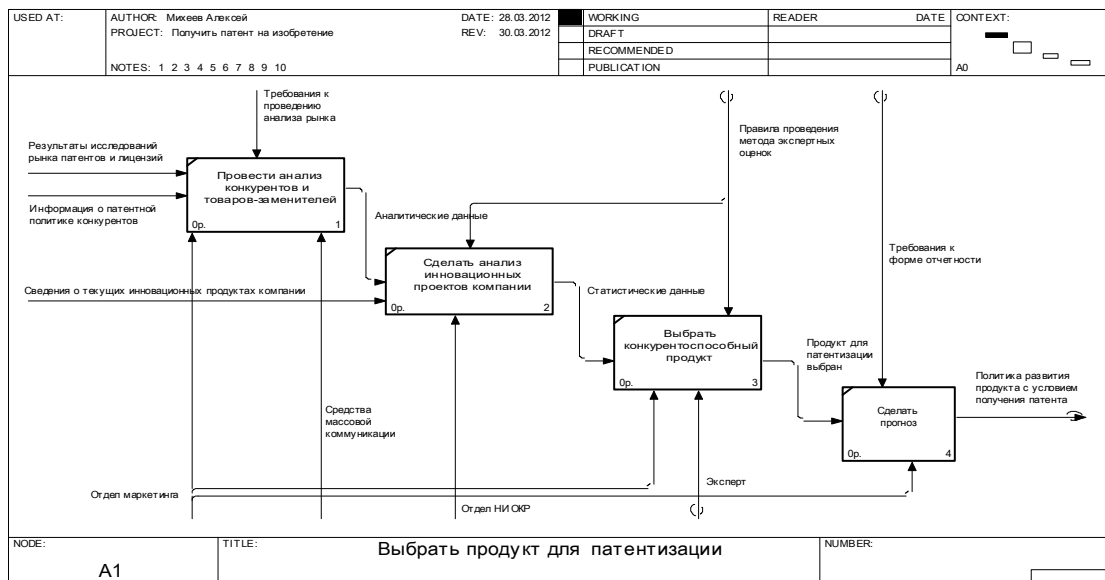 USED AT:
AUTHOR: Михеев Алексей
DATE: 28.03.2012
WORKING
READER
DATE
CONTEXT:
PROJECT: Получить патент на изобретение
REV: 30.03.2012
DRAFT
RECOMMENDED
NOTES: 1 2 3 4 5 6 7 8 9 10
PUBLICATION
A0
Требования к
проведению
анализа рынка
Результаты исследований
рынка патентов и лицензий
Информация о патентной
политике конкурентов
Провести анализ
конкурентов и
товаров-заменителей
0р.
1
Правила проведения
метода экспертных
оценок
Аналитические данные
Требования к
форме отчетности
Сделать анализ
инновационных
проектов компании
0р.
2
Сведения о текущих инновационных продуктах компании
Статистические данные
Выбрать
конкурентоспособный
продукт
0р.
3
Продукт для
патентизации
выбран
Политика развития
продукта с условием
получения патента
Сделать
прогноз
0р.
4
Средства
массовой
коммуникации
Отдел маркетинга
Отдел НИОКР
Эксперт
NODE:
TITLE:
Выбрать продукт для патентизации
NUMBER:
A1